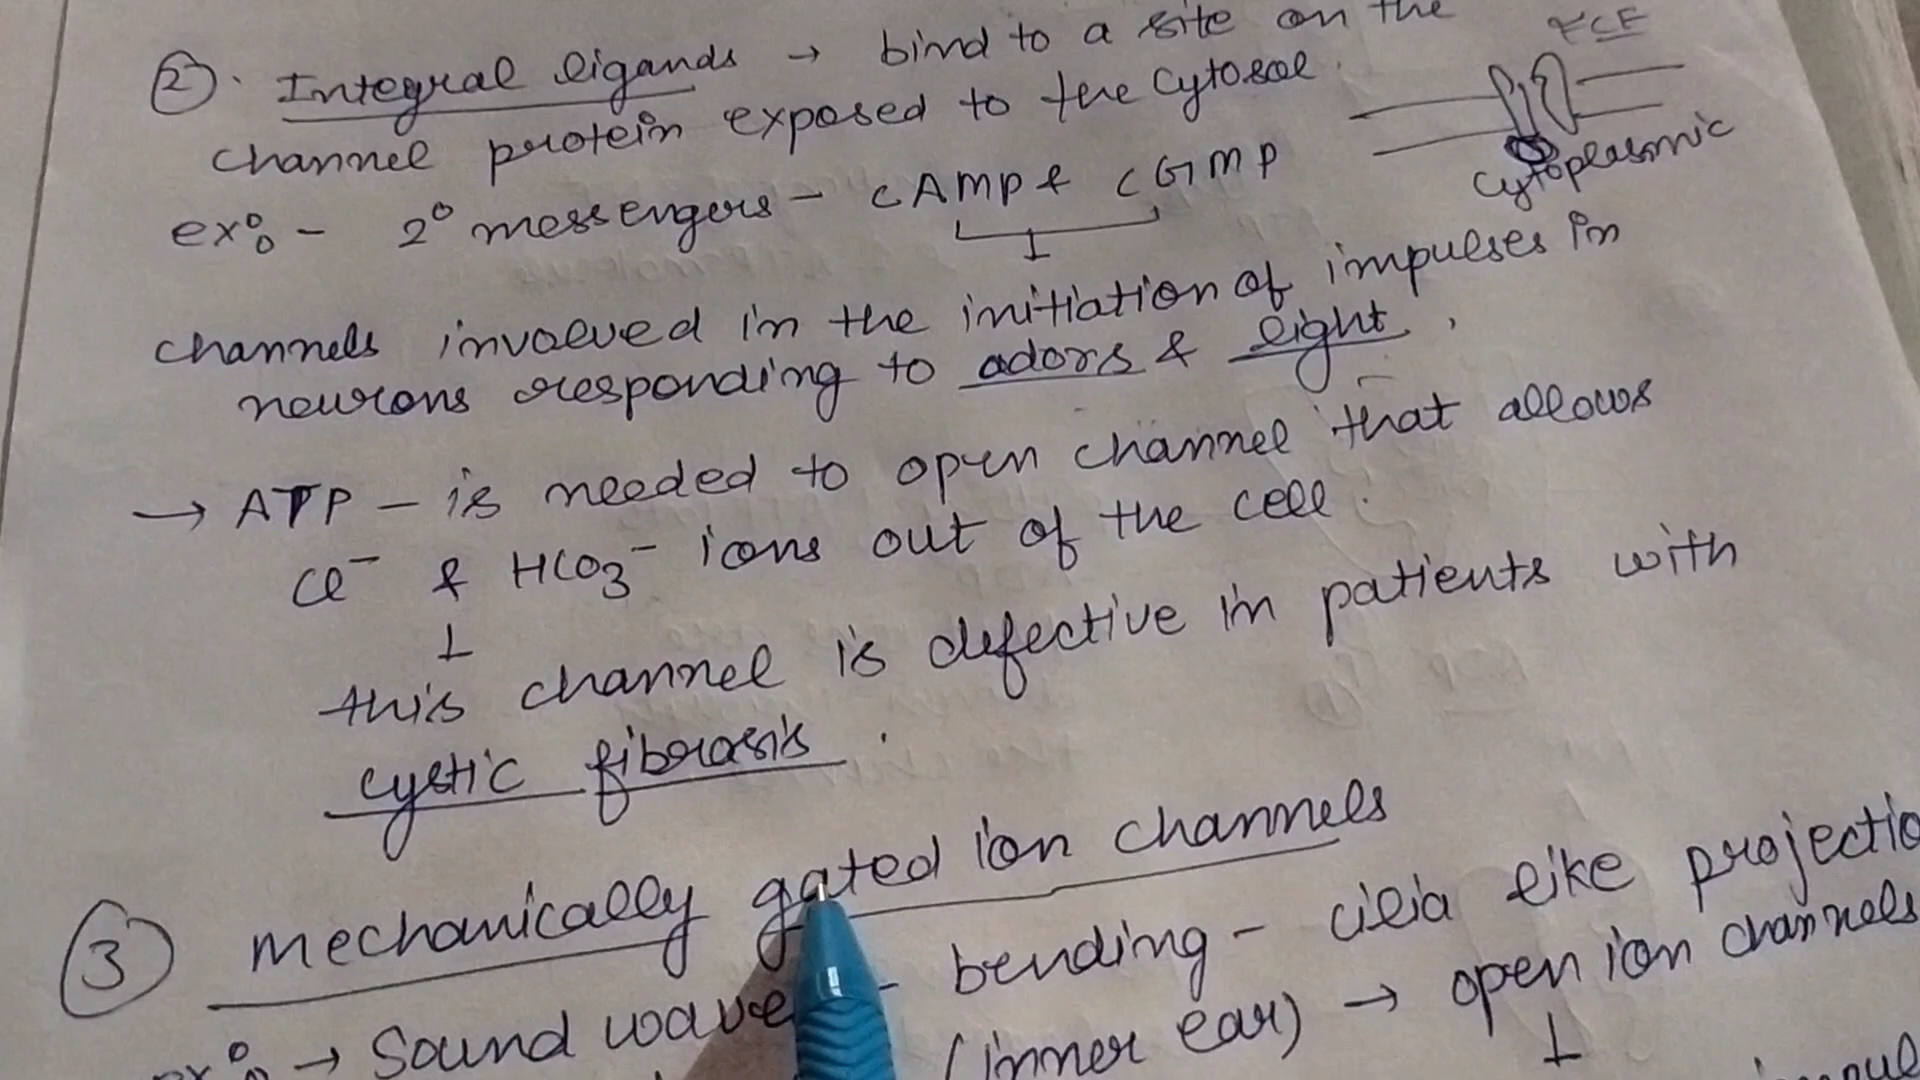 ② Integral ligands → bind to a site on the
channel protein exposed to the cytosol.
ECF
Cytoplasmic
ex:- 2° messengers - cAMP & cGMP
channels involved in the initiation of impulses in
neurons responding to odors & light.
→ ATP - is needed to open channel that allows
Cl⁻ & HCO3⁻ ions out of the cell.
this channel is defective in patients with
cystic fibrosis.
③ mechanically gated ion channels
ex: → Sound wave - bending - cilia like projectio
(inner ear) → open ion channels